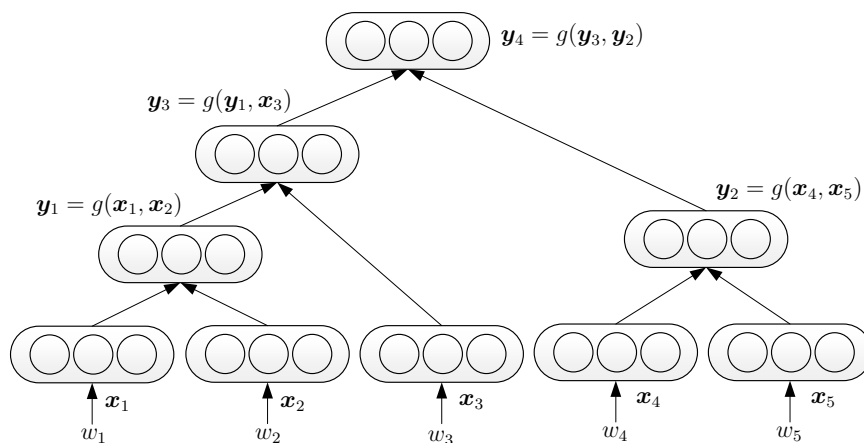 𝒚₄ = g(𝒚₃, 𝒚₂)
𝒚₃ = g(𝒚₁, 𝒙₃)
𝒚₁ = g(𝒙₁, 𝒙₂)
𝒚₂ = g(𝒙₄, 𝒙₅)
𝒙₁ 𝒙₂ 𝒙₃ 𝒙₄ 𝒙₅
w₁ w₂ w₃ w₄ w₅